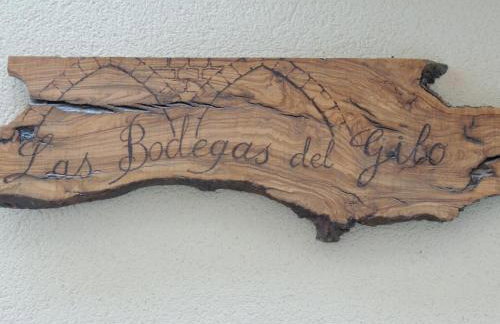 Las Bodegas del Gibo